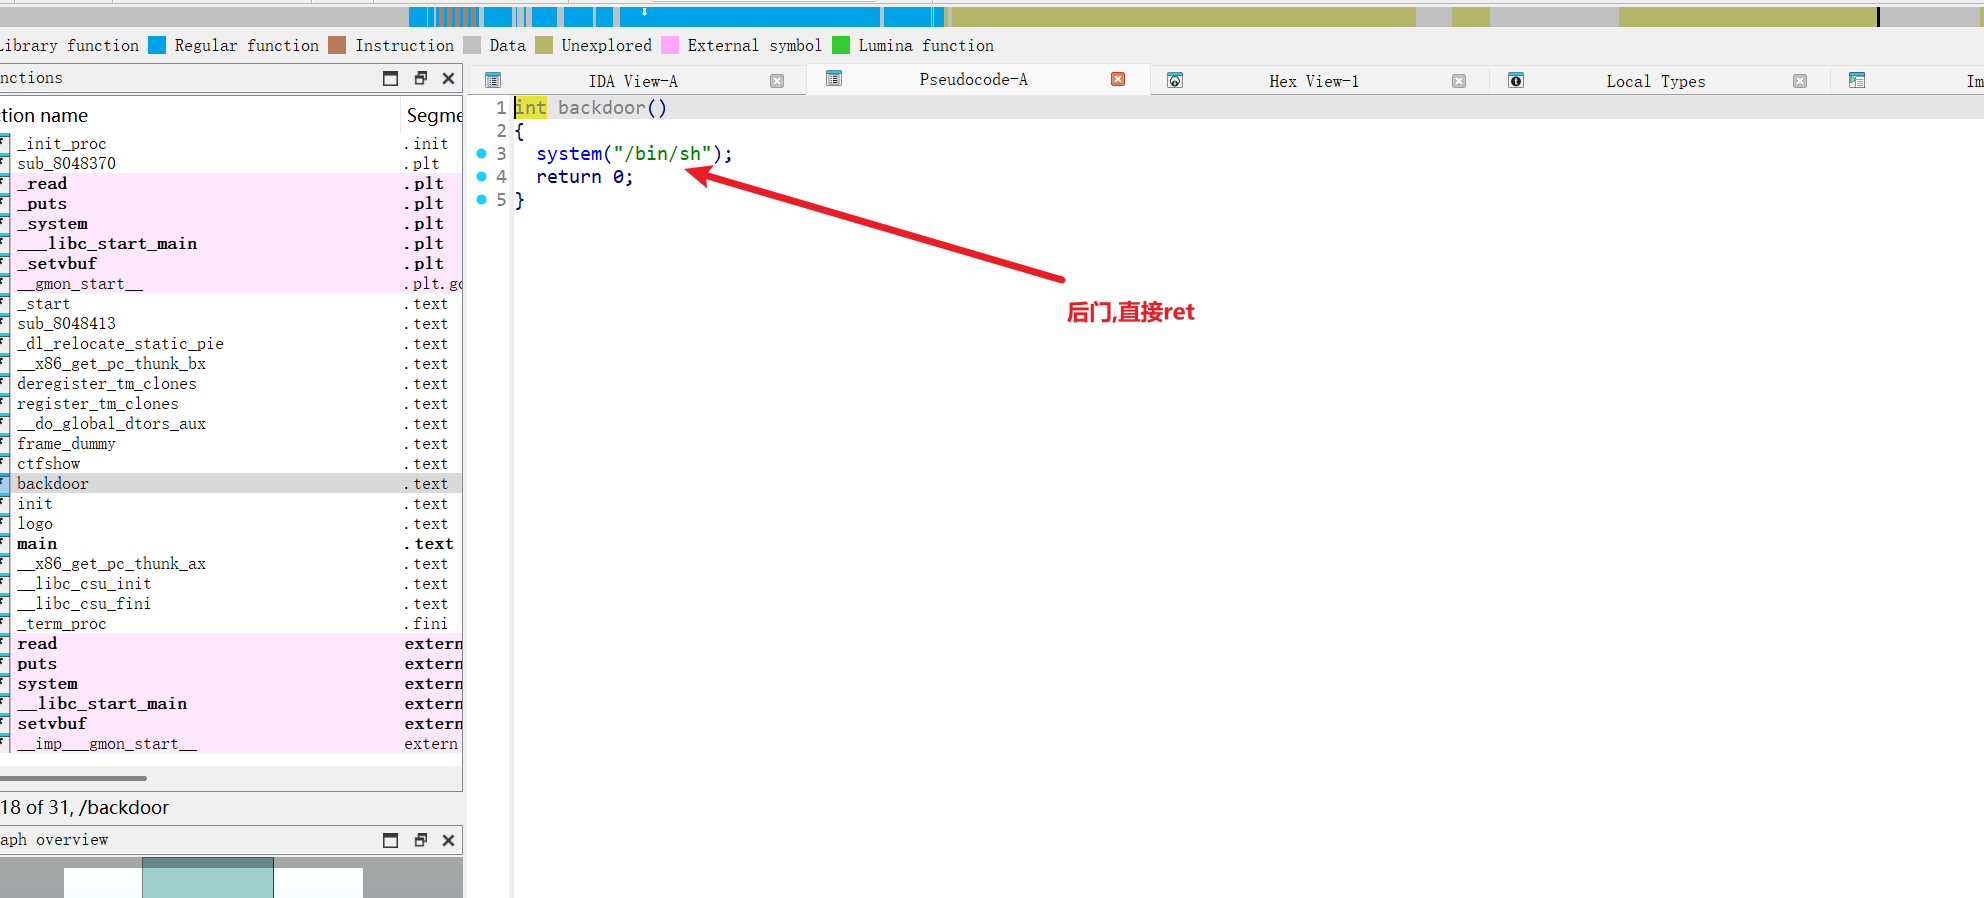 Library function Regular function Instruction Data Unexplored External symbol Lumina function
nctions
IDA View-A Pseudocode-A Hex View-1 Local Types Im
tion name Segme
_init_proc .init
sub_8048370 .plt
_read .plt
_puts .plt
_system .plt
___libc_start_main .plt
_setvbuf .plt
__gmon_start__ .plt.go
_start .text
sub_8048413 .text
_dl_relocate_static_pie .text
__x86_get_pc_thunk_bx .text
deregister_tm_clones .text
register_tm_clones .text
__do_global_dtors_aux .text
frame_dummy .text
ctfshow .text
backdoor .text
init .text
logo .text
main .text
__x86_get_pc_thunk_ax .text
__libc_csu_init .text
__libc_csu_fini .text
_term_proc .fini
read extern
puts extern
system extern
__libc_start_main extern
setvbuf extern
__imp___gmon_start__ extern
18 of 31, /backdoor
aph overview
1 int backdoor()
2 {
3 system("/bin/sh");
4 return 0;
5 }
后门,直接ret